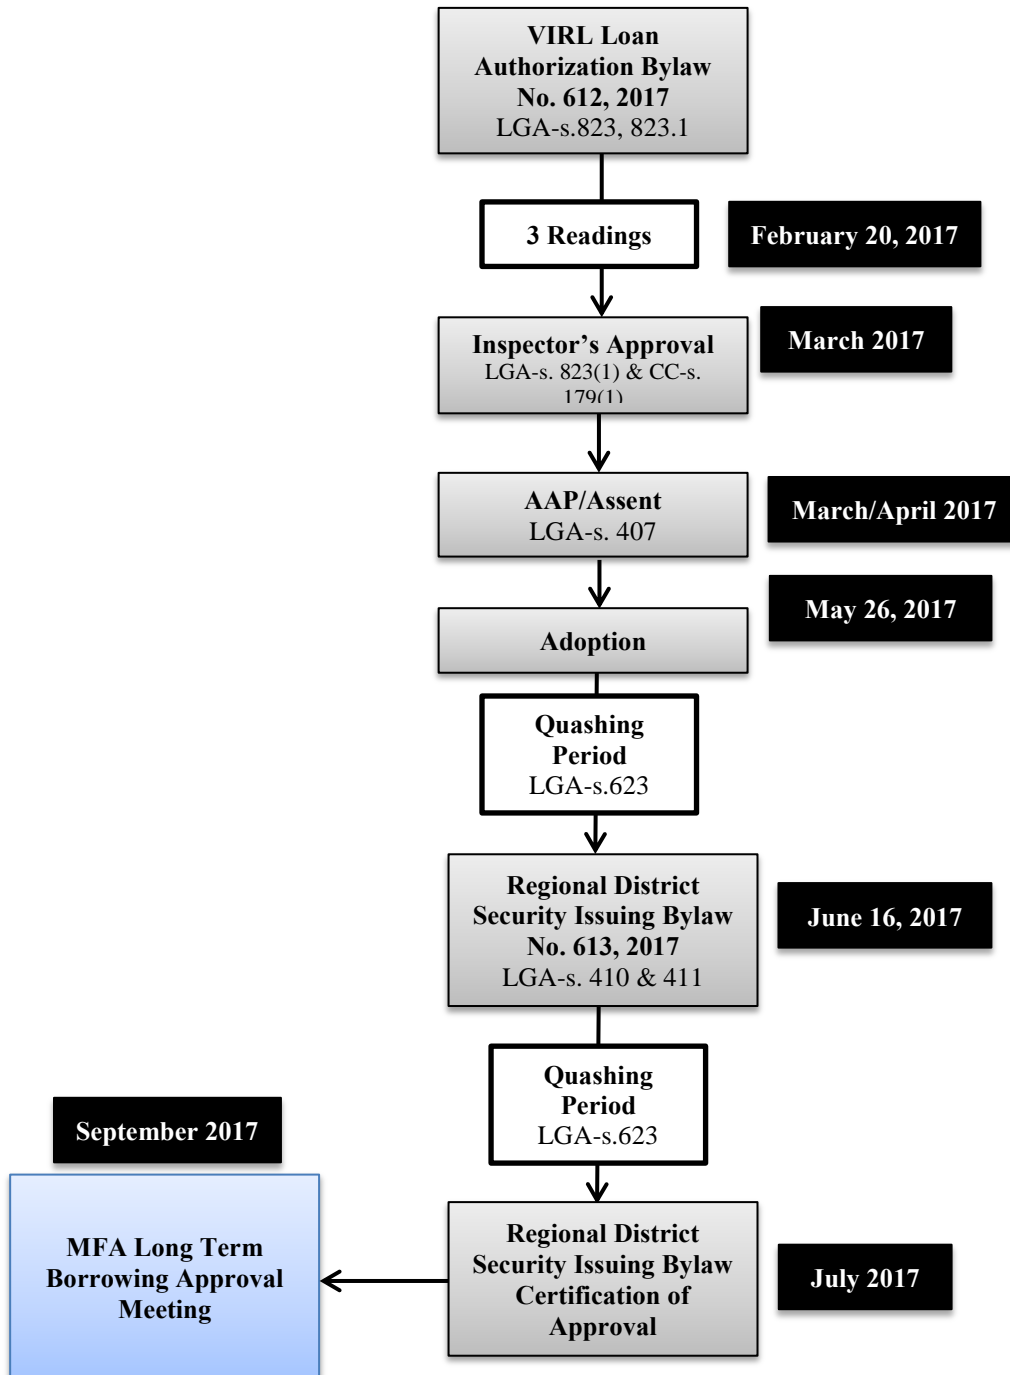 VIRL Loan
Authorization Bylaw
No. 612, 2017
LGA-s.823, 823.1
3 Readings
February 20, 2017
Inspector’s Approval
LGA-s. 823(1) & CC-s.
179(1)
March 2017
AAP/Assent
LGA-s. 407
March/April 2017
May 26, 2017
Adoption
Quashing
Period
LGA-s.623
Regional District
Security Issuing Bylaw
No. 613, 2017
LGA-s. 410 & 411
June 16, 2017
Quashing
Period
LGA-s.623
September 2017
MFA Long Term
Borrowing Approval
Meeting
Regional District
Security Issuing Bylaw
Certification of
Approval
July 2017